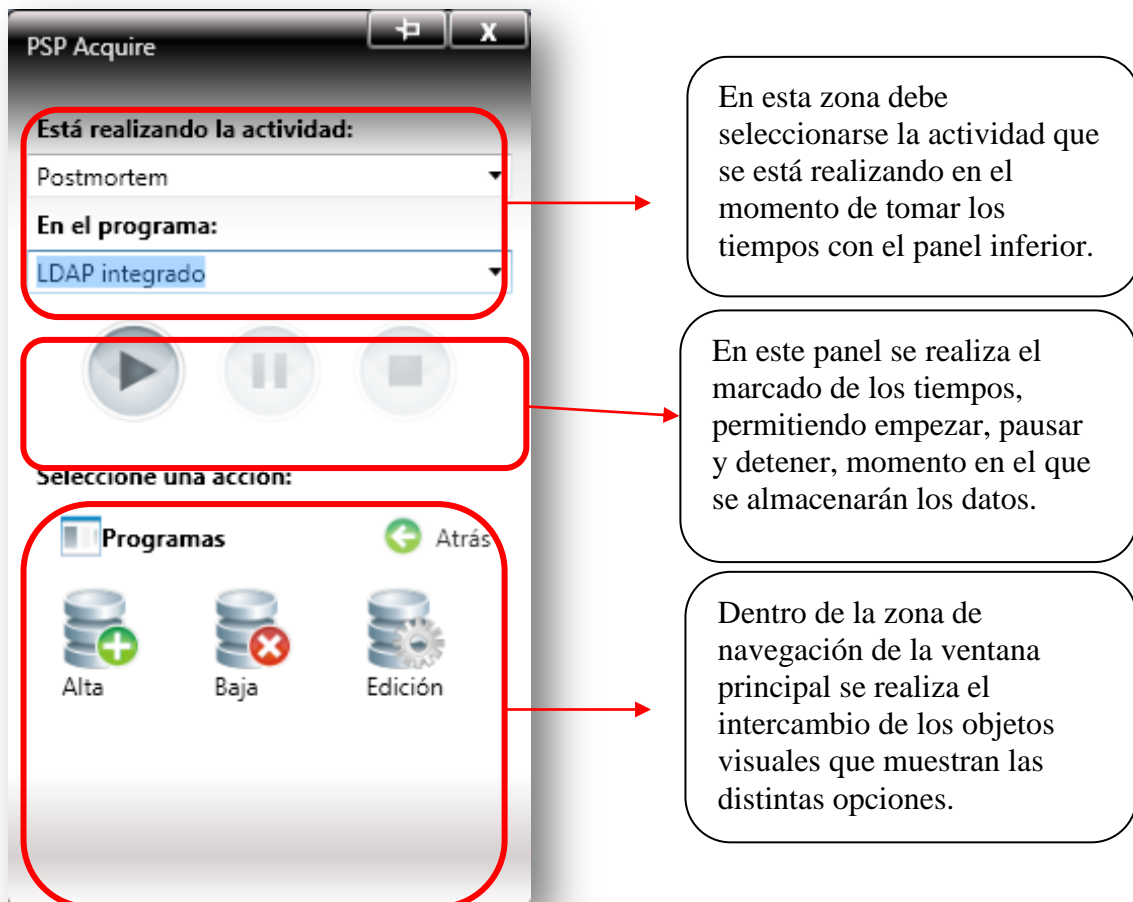 PSP Acquire
X
Está realizando la actividad:
Postmortem
En el programa:
LDAP integrado
Seleccione una acción:
Programas
Atrás
Alta
Baja
Edición
En esta zona debe
seleccionarse la actividad que
se está realizando en el
momento de tomar los
tiempos con el panel inferior.
En este panel se realiza el
marcado de los tiempos,
permitiendo empezar, pausar
y detener, momento en el que
se almacenarán los datos.
Dentro de la zona de
navegación de la ventana
principal se realiza el
intercambio de los objetos
visuales que muestran las
distintas opciones.